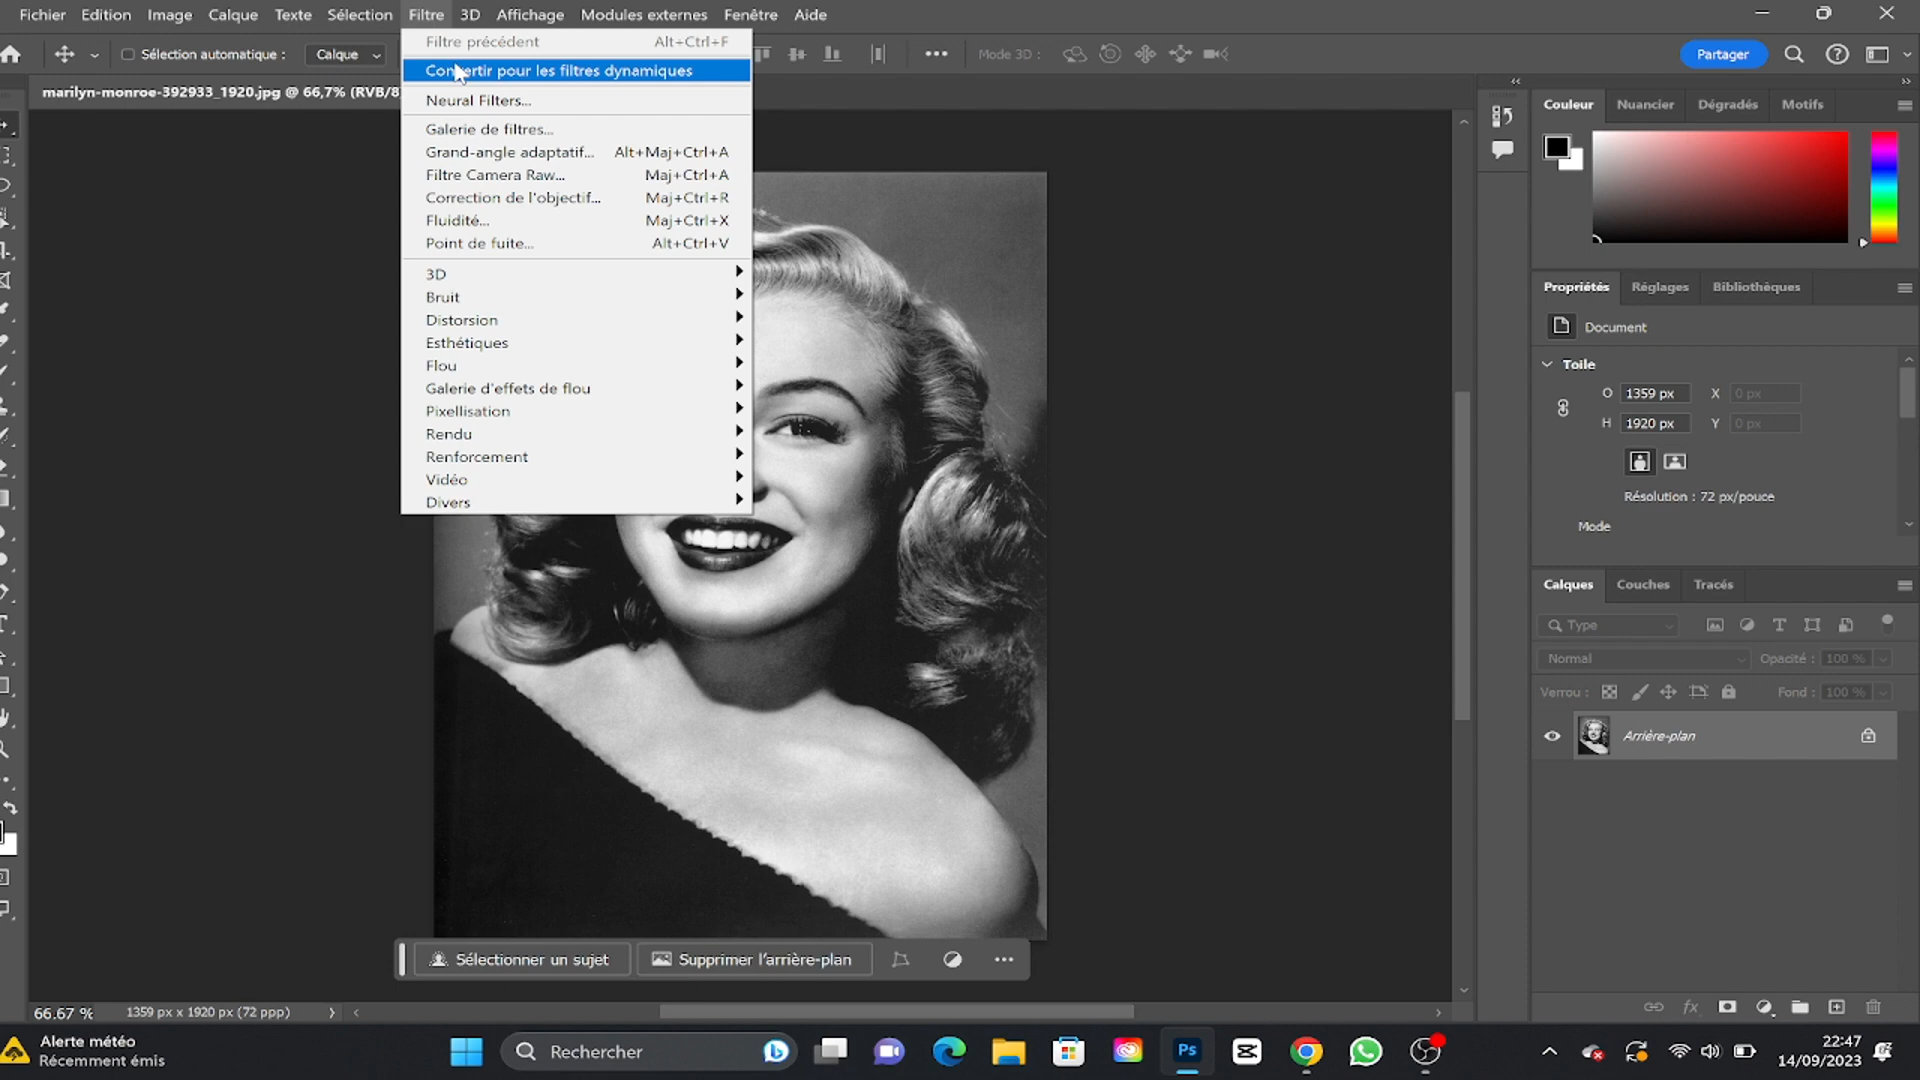 Fichier Edition Image Calque Texte Sélection Filtre 3D Affichage Modules externes Fenêtre Aide
Sélection automatique : Calque Mode 3D : Partager
marilyn-monroe-392933_1920.jpg @ 66,7% (RVB/8
Filtre précédent Alt+Ctrl+F
Convertir pour les filtres dynamiques
Neural Filters...
Galerie de filtres...
Grand-angle adaptatif... Alt+Maj+Ctrl+A
Filtre Camera Raw... Maj+Ctrl+A
Correction de l'objectif... Maj+Ctrl+R
Fluidité... Maj+Ctrl+X
Point de fuite... Alt+Ctrl+V
3D
Bruit
Distorsion
Esthétiques
Flou
Galerie d'effets de flou
Pixellisation
Rendu
Renforcement
Vidéo
Divers
Couleur Nuancier Dégradés Motifs
Propriétés Réglages Bibliothèques
Document
Toile
O 1359 px X 0 px
H 1920 px Y 0 px
Résolution : 72 px/pouce
Mode
Calques Couches Tracés
Type
Normal Opacité : 100 %
Verrou : Fond : 100 %
Arrière-plan
fx
Sélectionner un sujet Supprimer l'arrière-plan
66.67 % 1359 px x 1920 px (72 ppp)
Alerte météo
Récemment émis
Rechercher
Ps
22:47
14/09/2023